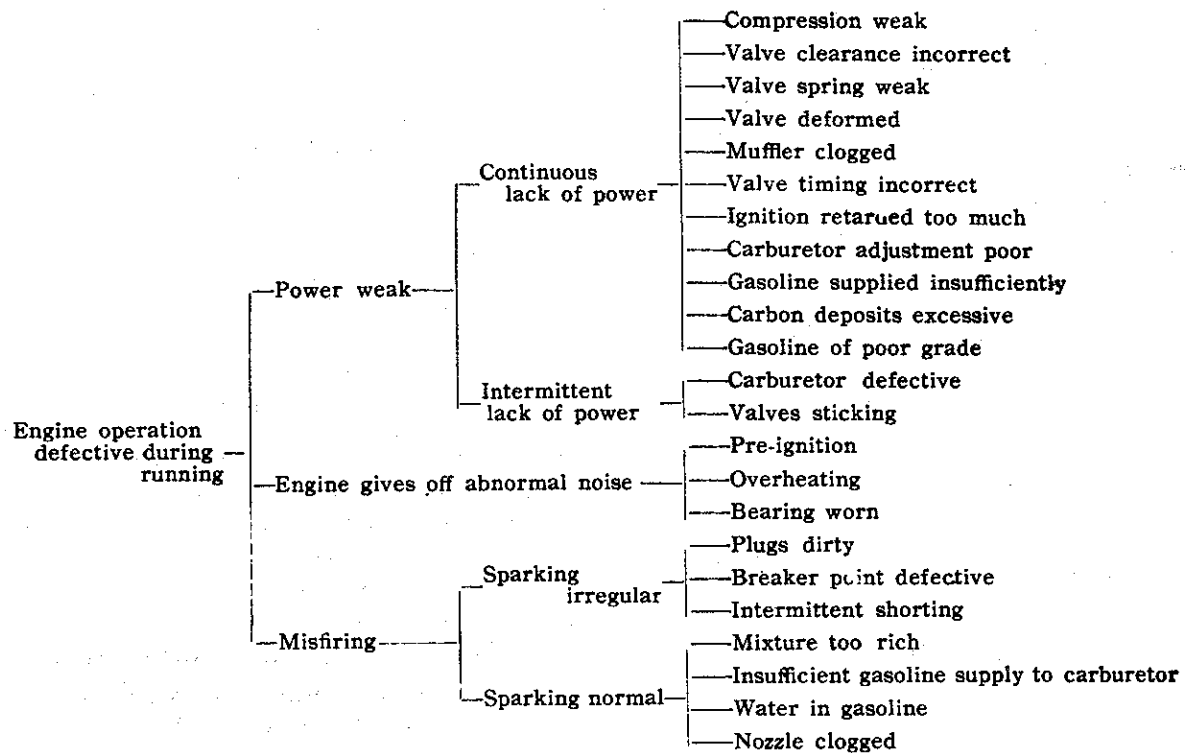 Compression weak
Valve clearance incorrect
Valve spring weak
Valve deformed
Muffler clogged
Continuous
lack of power
Valve timing incorrect
Ignition retarded too much
Carburetor adjustment poor
Gasoline supplied insufficiently
Power weak
Carbon deposits excessive
Gasoline of poor grade
Intermittent
lack of power
Carburetor defective
Valves sticking
Engine operation
defective during
running
Pre-ignition
Engine gives off abnormal noise
Overheating
Bearing worn
Plugs dirty
Sparking
irregular
Breaker point defective
Intermittent shorting
Misfiring
Mixture too rich
Insufficient gasoline supply to carburetor
Sparking normal
Water in gasoline
Nozzle clogged